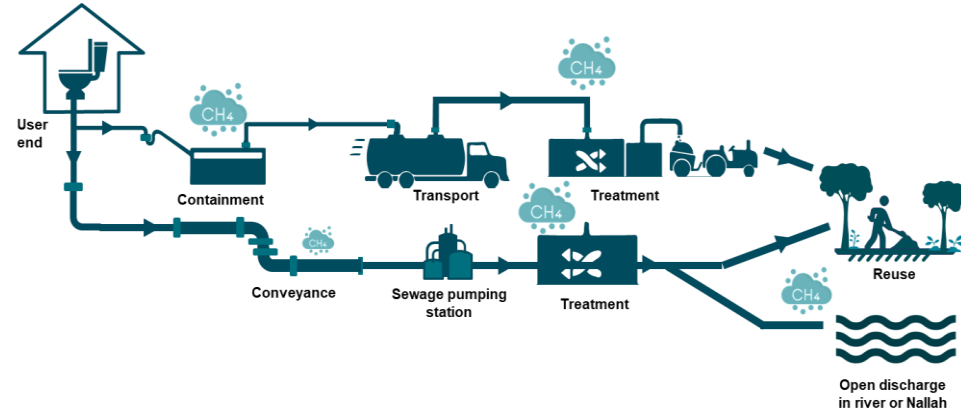 CH4
User
end
CH4
Containment
Transport
Treatment
CH4
CH4
Conveyance
Sewage pumping
station
Treatment
Reuse
CH4
Open discharge
in river or Nallah